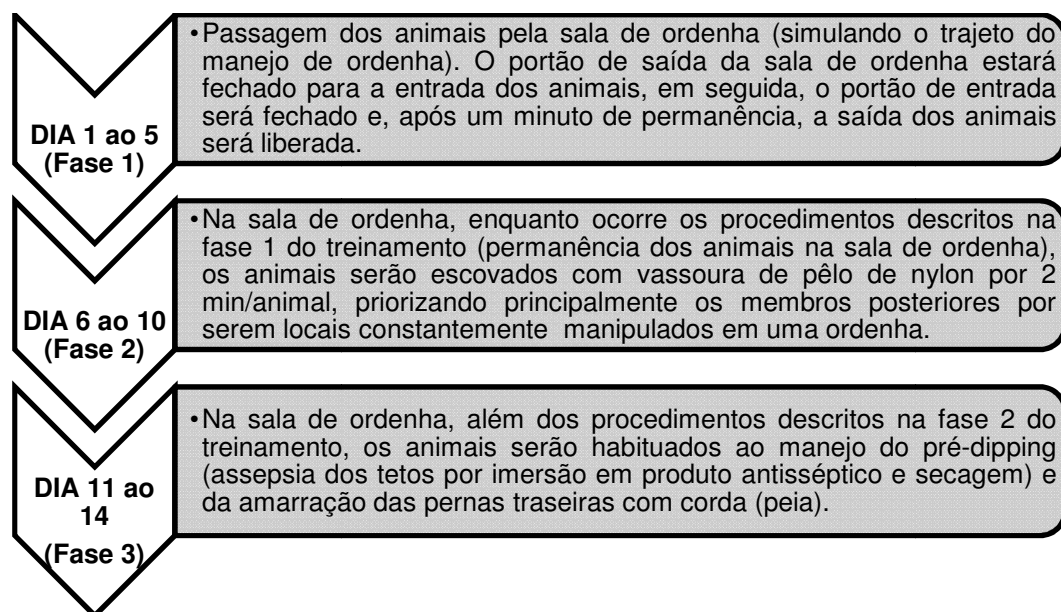 DIA 1 ao 5
(Fase 1)
•Passagem dos animais pela sala de ordenha (simulando o trajeto do
manejo de ordenha). O portão de saída da sala de ordenha estará
fechado para a entrada dos animais, em seguida, o portão de entrada
será fechado e, após um minuto de permanência, a saída dos animais
será liberada.
DIA 6 ao 10
(Fase 2)
•Na sala de ordenha, enquanto ocorre os procedimentos descritos na
fase 1 do treinamento (permanência dos animais na sala de ordenha),
os animais serão escovados com vassoura de pêlo de nylon por 2
min/animal, priorizando principalmente os membros posteriores por
serem locais constantemente manipulados em uma ordenha.
DIA 11 ao
14
(Fase 3)
•Na sala de ordenha, além dos procedimentos descritos na fase 2 do
treinamento, os animais serão habituados ao manejo do pré-dipping
(assepsia dos tetos por imersão em produto antisséptico e secagem) e
da amarração das pernas traseiras com corda (peia).